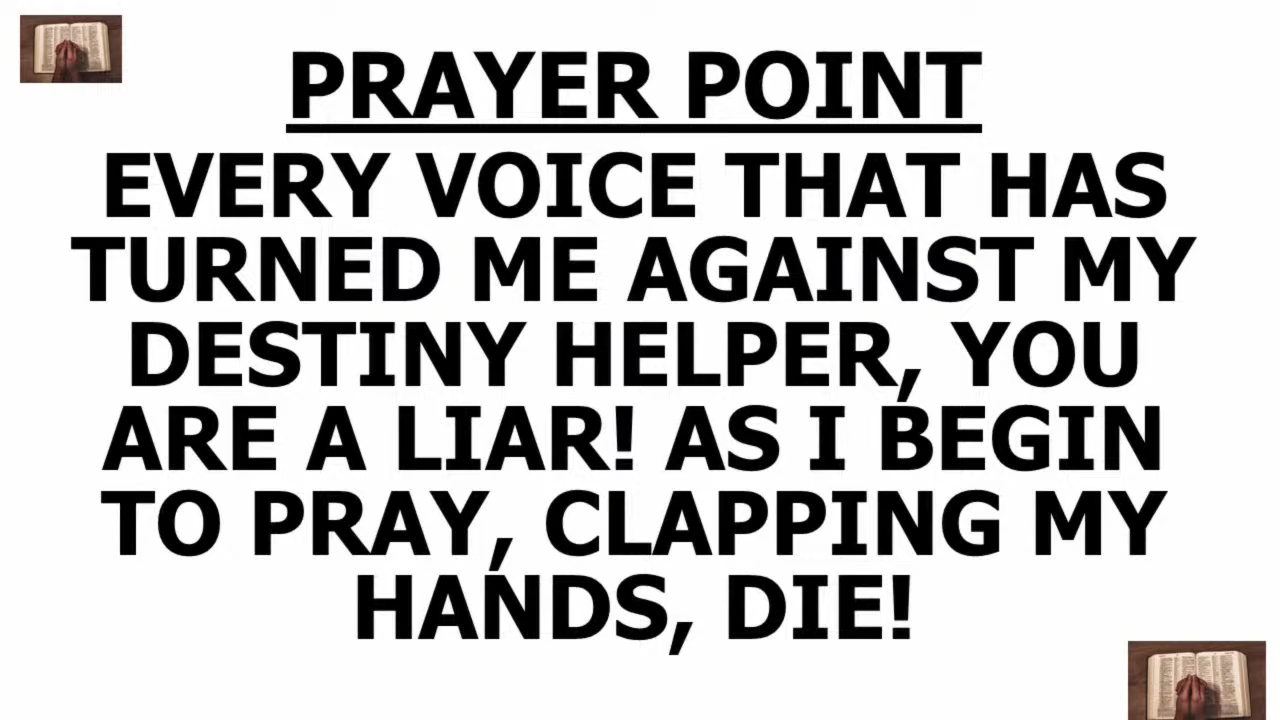 PRAYER POINT
EVERY VOICE THAT HAS
TURNED ME AGAINST MY
DESTINY HELPER, YOU
ARE A LIAR! AS I BEGIN
TO PRAY, CLAPPING MY
HANDS, DIE!